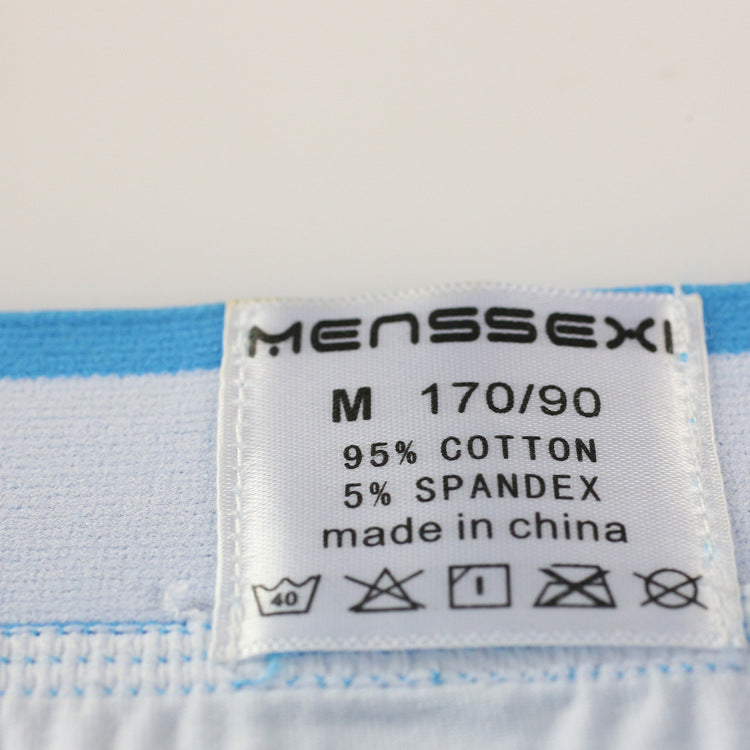 MENSSEXI
M 170/90
95% COTTON
5% SPANDEX
made in china
40